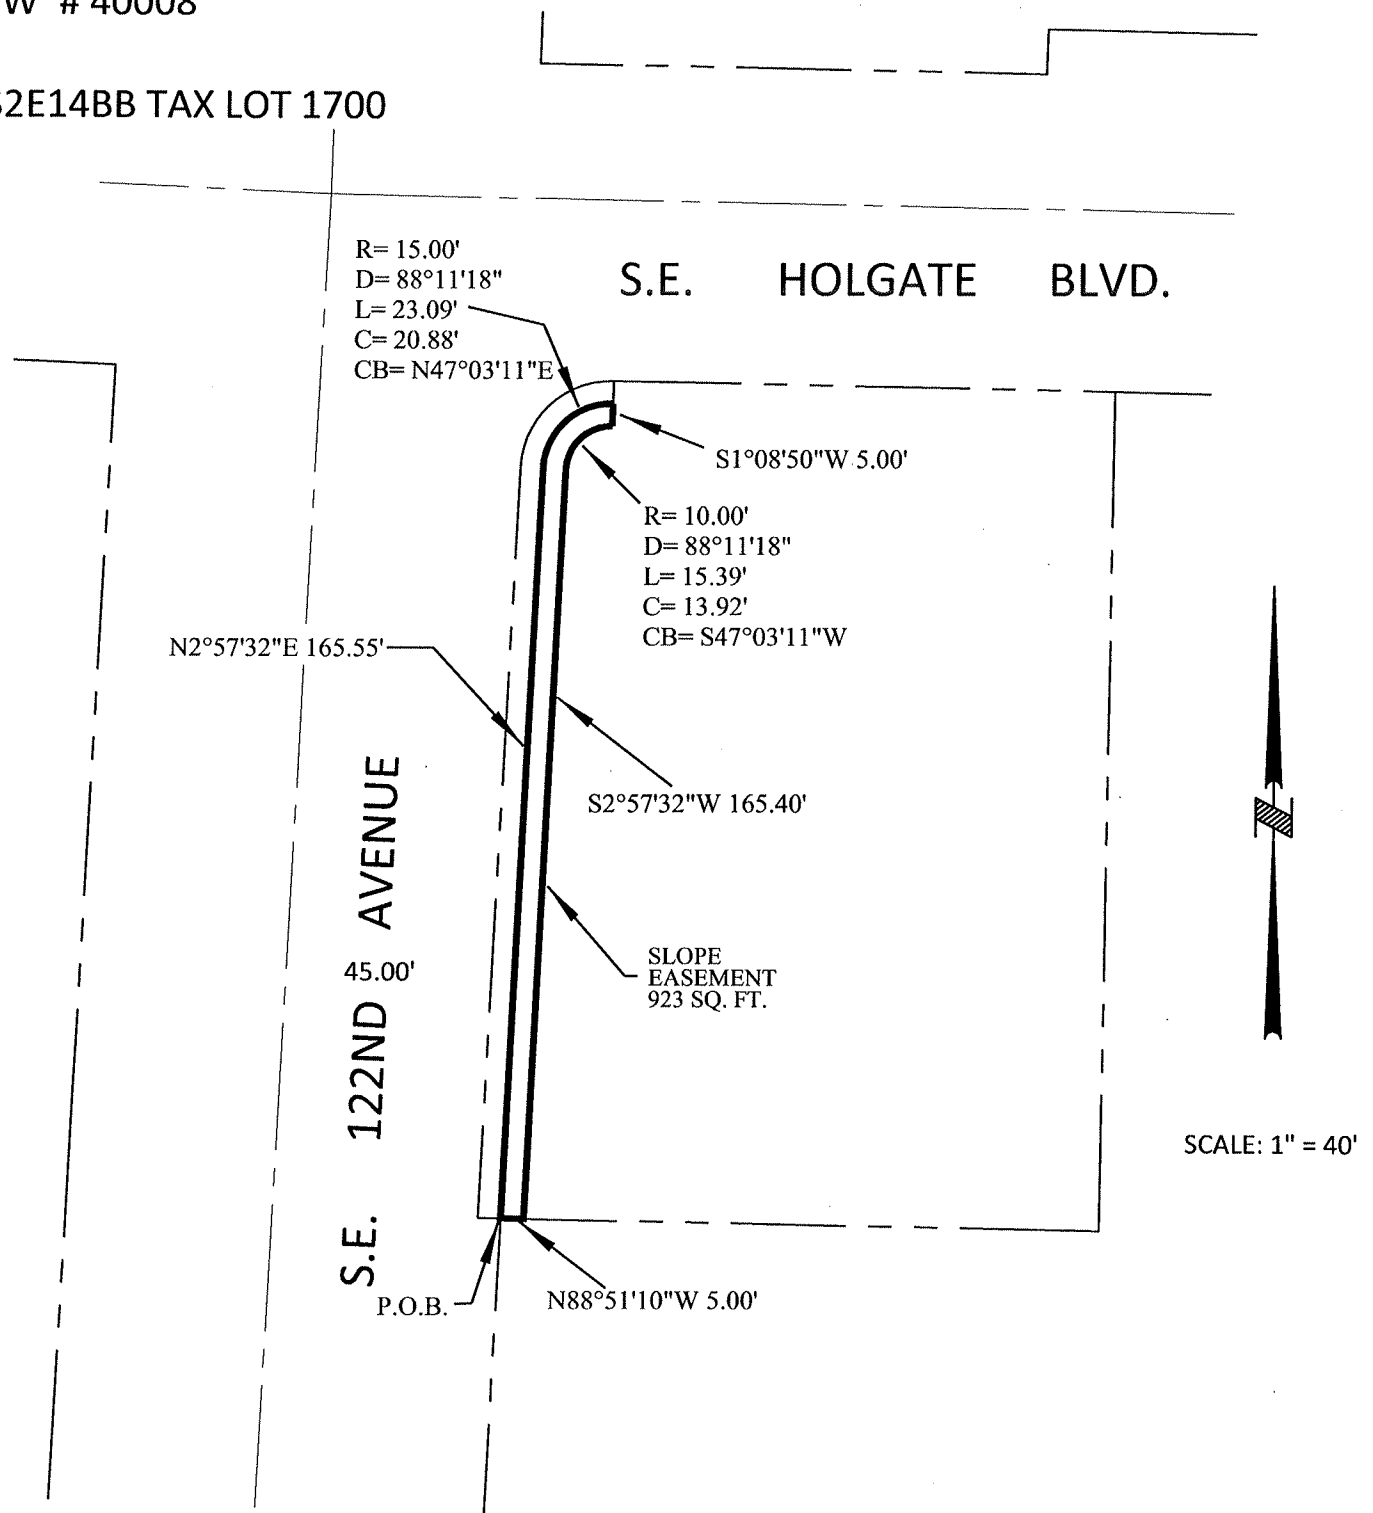 W # 40008
S2E14BB TAX LOT 1700
R= 15.00'
D= 88°11'18"
L= 23.09'
C= 20.88'
CB= N47°03'11"E
S.E. HOLGATE BLVD.
S1°08'50"W 5.00'
R= 10.00'
D= 88°11'18"
L= 15.39'
C= 13.92'
CB= S47°03'11"W
N2°57'32"E 165.55'
S2°57'32"W 165.40'
S.E. 122ND AVENUE
45.00'
SLOPE
EASEMENT
923 SQ. FT.
SCALE: 1" = 40'
P.O.B.
N88°51'10"W 5.00'